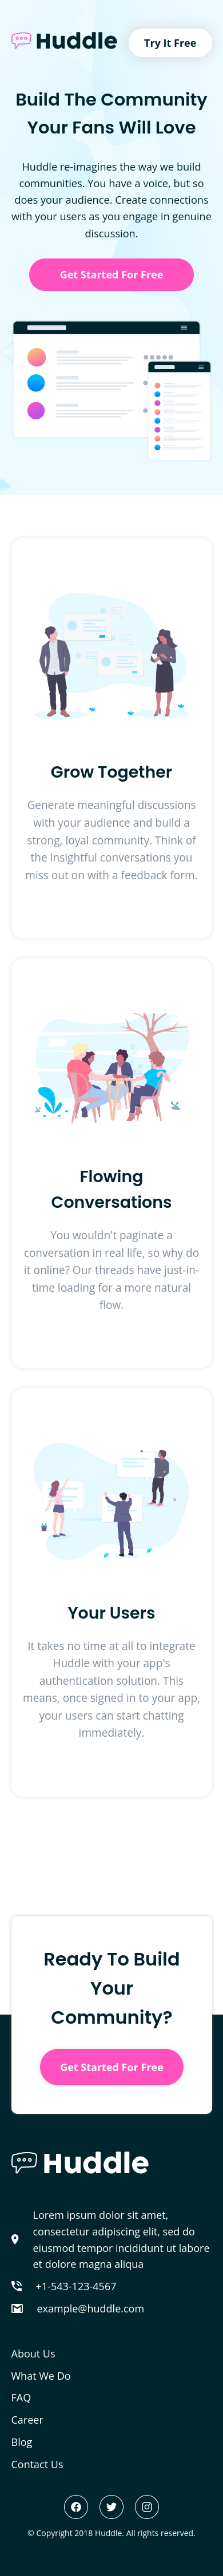 Huddle
Try It Free
Build The Community
Your Fans Will Love
Huddle re-imagines the way we build
communities. You have a voice, but so
does your audience. Create connections
with your users as you engage in genuine
discussion.
Get Started For Free
Grow Together
Generate meaningful discussions
with your audience and build a
strong, loyal community. Think of
the insightful conversations you
miss out on with a feedback form.
Flowing
Conversations
You wouldn't paginate a
conversation in real life, so why do
it online? Our threads have just-in-
time loading for a more natural
flow.
Your Users
It takes no time at all to integrate
Huddle with your app's
authentication solution. This
means, once signed in to your app,
your users can start chatting
immediately.
Ready To Build
Your
Community?
Get Started For Free
Huddle
Lorem ipsum dolor sit amet,
consectetur adipiscing elit, sed do
eiusmod tempor incididunt ut labore
et dolore magna aliqua
+1-543-123-4567
example@huddle.com
About Us
What We Do
FAQ
Career
Blog
Contact Us
© Copyright 2018 Huddle. All rights reserved.